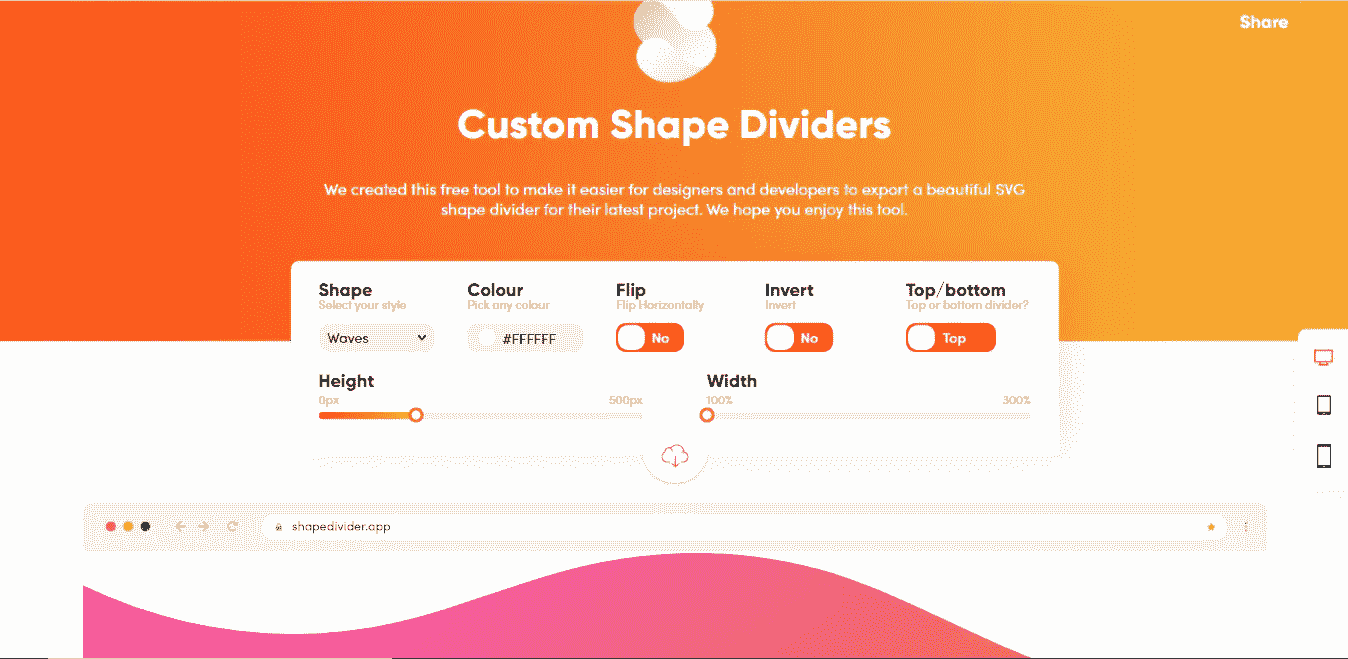 Share
Custom Shape Dividers
We created this free tool to make it easier for designers and developers to export a beautiful SVG
shape divider for their latest project. We hope you enjoy this tool.
Shape Colour Flip Invert Top/bottom
Select your style Pick any colour Flip Horizontally Invert Top or bottom divider?
Waves #FFFFFF No No Top
Height Width
0px 500px 100% 300%
shapedivider.app